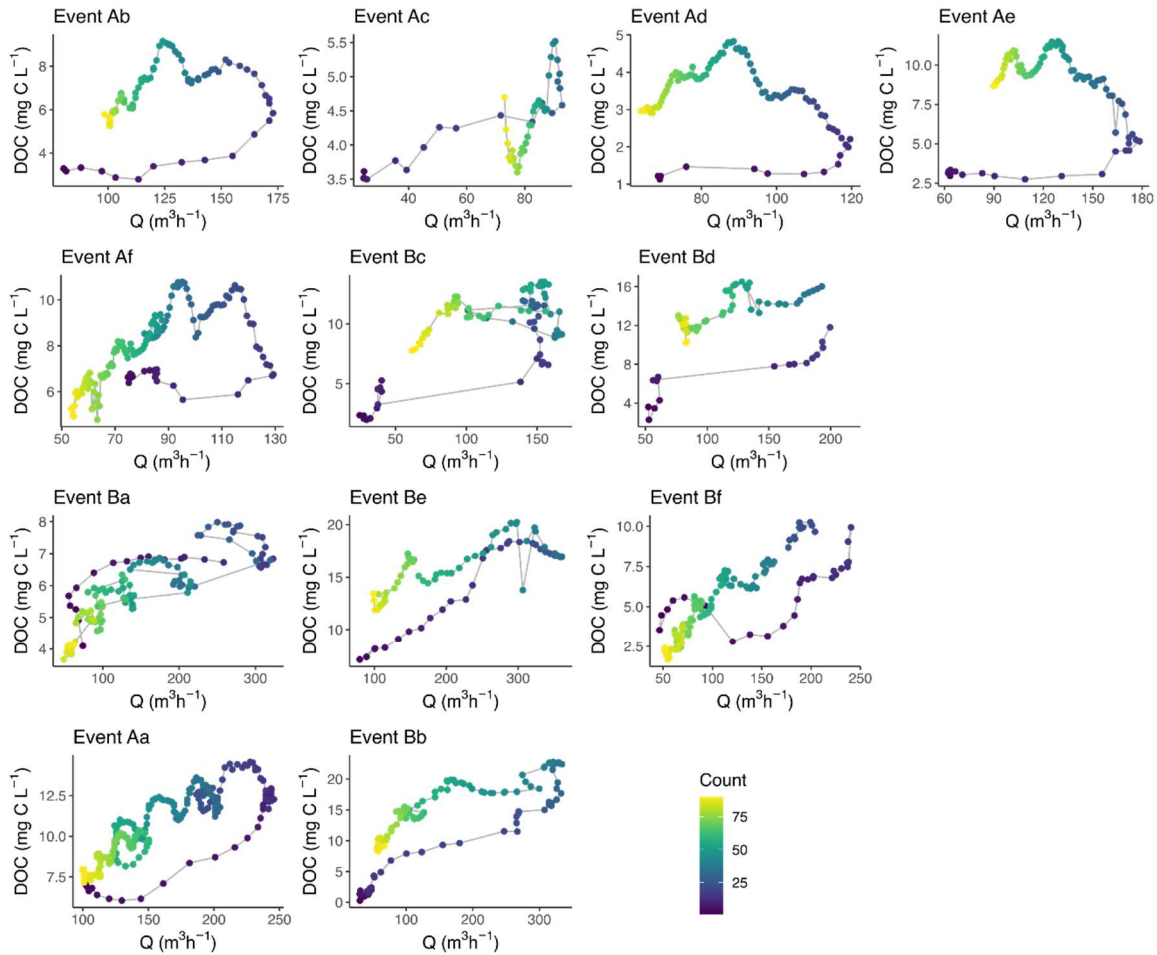 Event Ab
Event Ac
Event Ad
Event Ae
DOC (mg C L⁻¹)
8
6
4
100
125
150
175
Q (m³h⁻¹)
DOC (mg C L⁻¹)
5.5
5.0
4.5
4.0
3.5
40
60
80
Q (m³h⁻¹)
DOC (mg C L⁻¹)
5
4
3
2
1
80
100
120
Q (m³h⁻¹)
DOC (mg C L⁻¹)
10.0
7.5
5.0
2.5
60
90
120
150
180
Q (m³h⁻¹)
Event Af
Event Bc
Event Bd
DOC (mg C L⁻¹)
10
8
6
50
70
90
110
130
Q (m³h⁻¹)
DOC (mg C L⁻¹)
10
5
50
100
150
Q (m³h⁻¹)
DOC (mg C L⁻¹)
16
12
8
4
50
100
150
200
Q (m³h⁻¹)
Event Ba
Event Be
Event Bf
DOC (mg C L⁻¹)
8
7
6
5
4
100
200
300
Q (m³h⁻¹)
DOC (mg C L⁻¹)
20
15
10
100
200
300
Q (m³h⁻¹)
DOC (mg C L⁻¹)
10.0
7.5
5.0
2.5
50
100
150
200
250
Q (m³h⁻¹)
Event Aa
Event Bb
DOC (mg C L⁻¹)
12.5
10.0
7.5
100
150
200
250
Q (m³h⁻¹)
DOC (mg C L⁻¹)
20
15
10
5
0
100
200
300
Q (m³h⁻¹)
Count
75
50
25